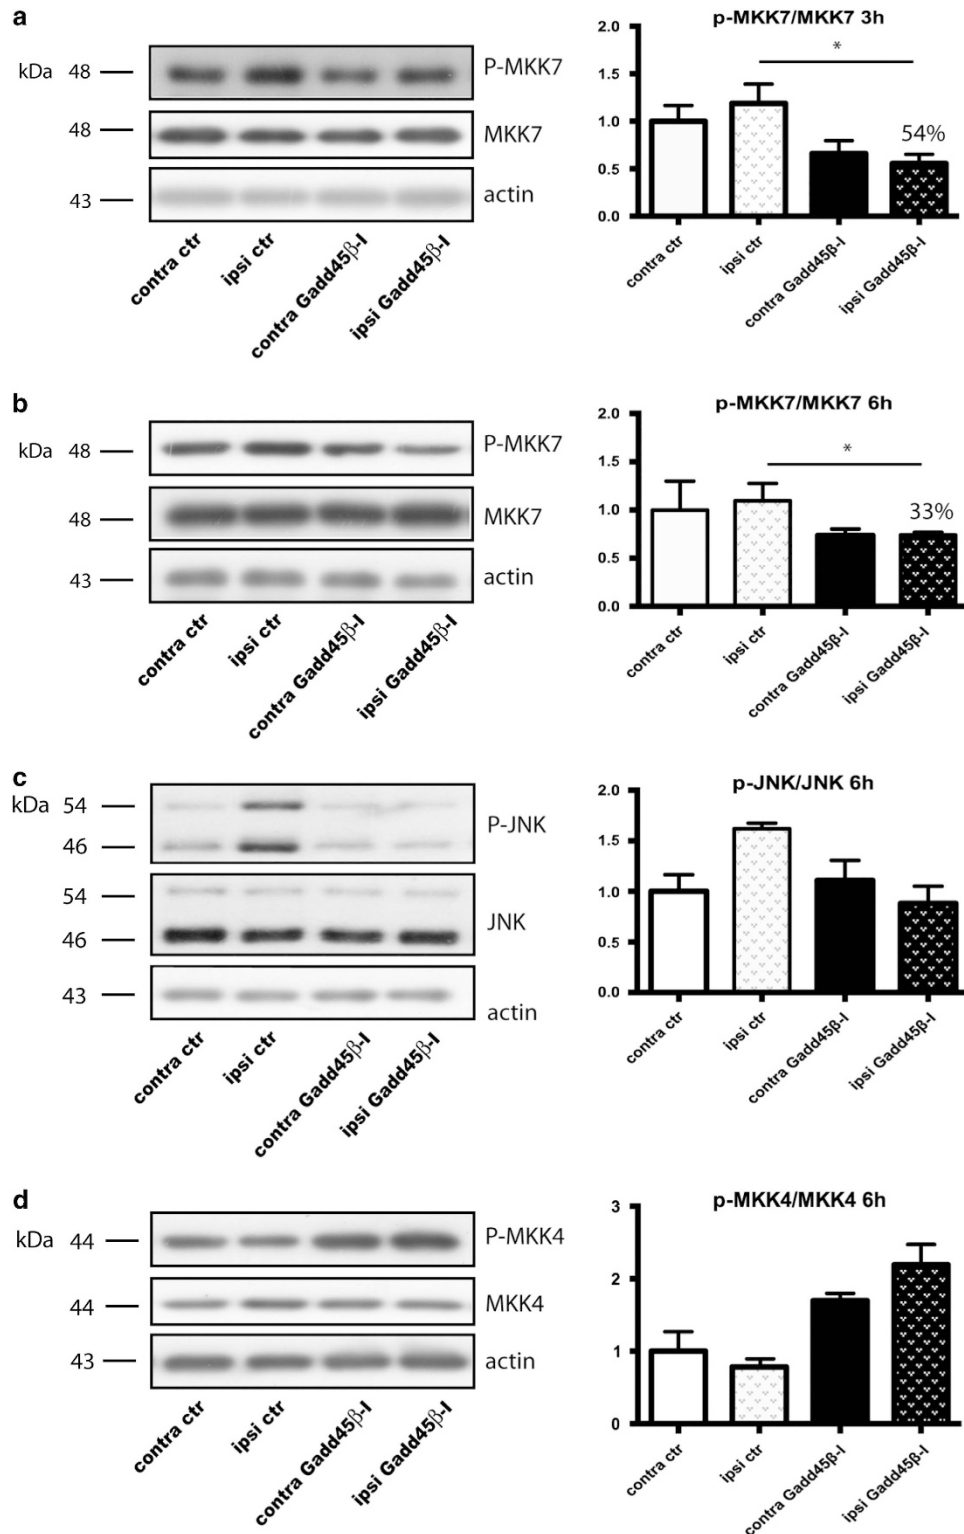 a
kDa 48
P-MKK7
48
MKK7
43
actin
contra ctr
ipsi ctr
contra Gadd45β-I
ipsi Gadd45β-I
p-MKK7/MKK7 3h
2.0
1.5
1.0
0.5
0.0
*
54%
contra ctr
ipsi ctr
contra Gadd45β-I
ipsi Gadd45β-I
b
kDa 48
P-MKK7
48
MKK7
43
actin
contra ctr
ipsi ctr
contra Gadd45β-I
ipsi Gadd45β-I
p-MKK7/MKK7 6h
2.0
1.5
1.0
0.5
0.0
*
33%
contra ctr
ipsi ctr
contra Gadd45β-I
ipsi Gadd45β-I
c
kDa 54
46
P-JNK
54
46
JNK
43
actin
contra ctr
ipsi ctr
contra Gadd45β-I
ipsi Gadd45β-I
p-JNK/JNK 6h
2.0
1.5
1.0
0.5
0.0
contra ctr
ipsi ctr
contra Gadd45β-I
ipsi Gadd45β-I
d
kDa 44
P-MKK4
44
MKK4
43
actin
contra ctr
ipsi ctr
contra Gadd45β-I
ipsi Gadd45β-I
p-MKK4/MKK4 6h
3
2
1
0
contra ctr
ipsi ctr
contra Gadd45β-I
ipsi Gadd45β-I